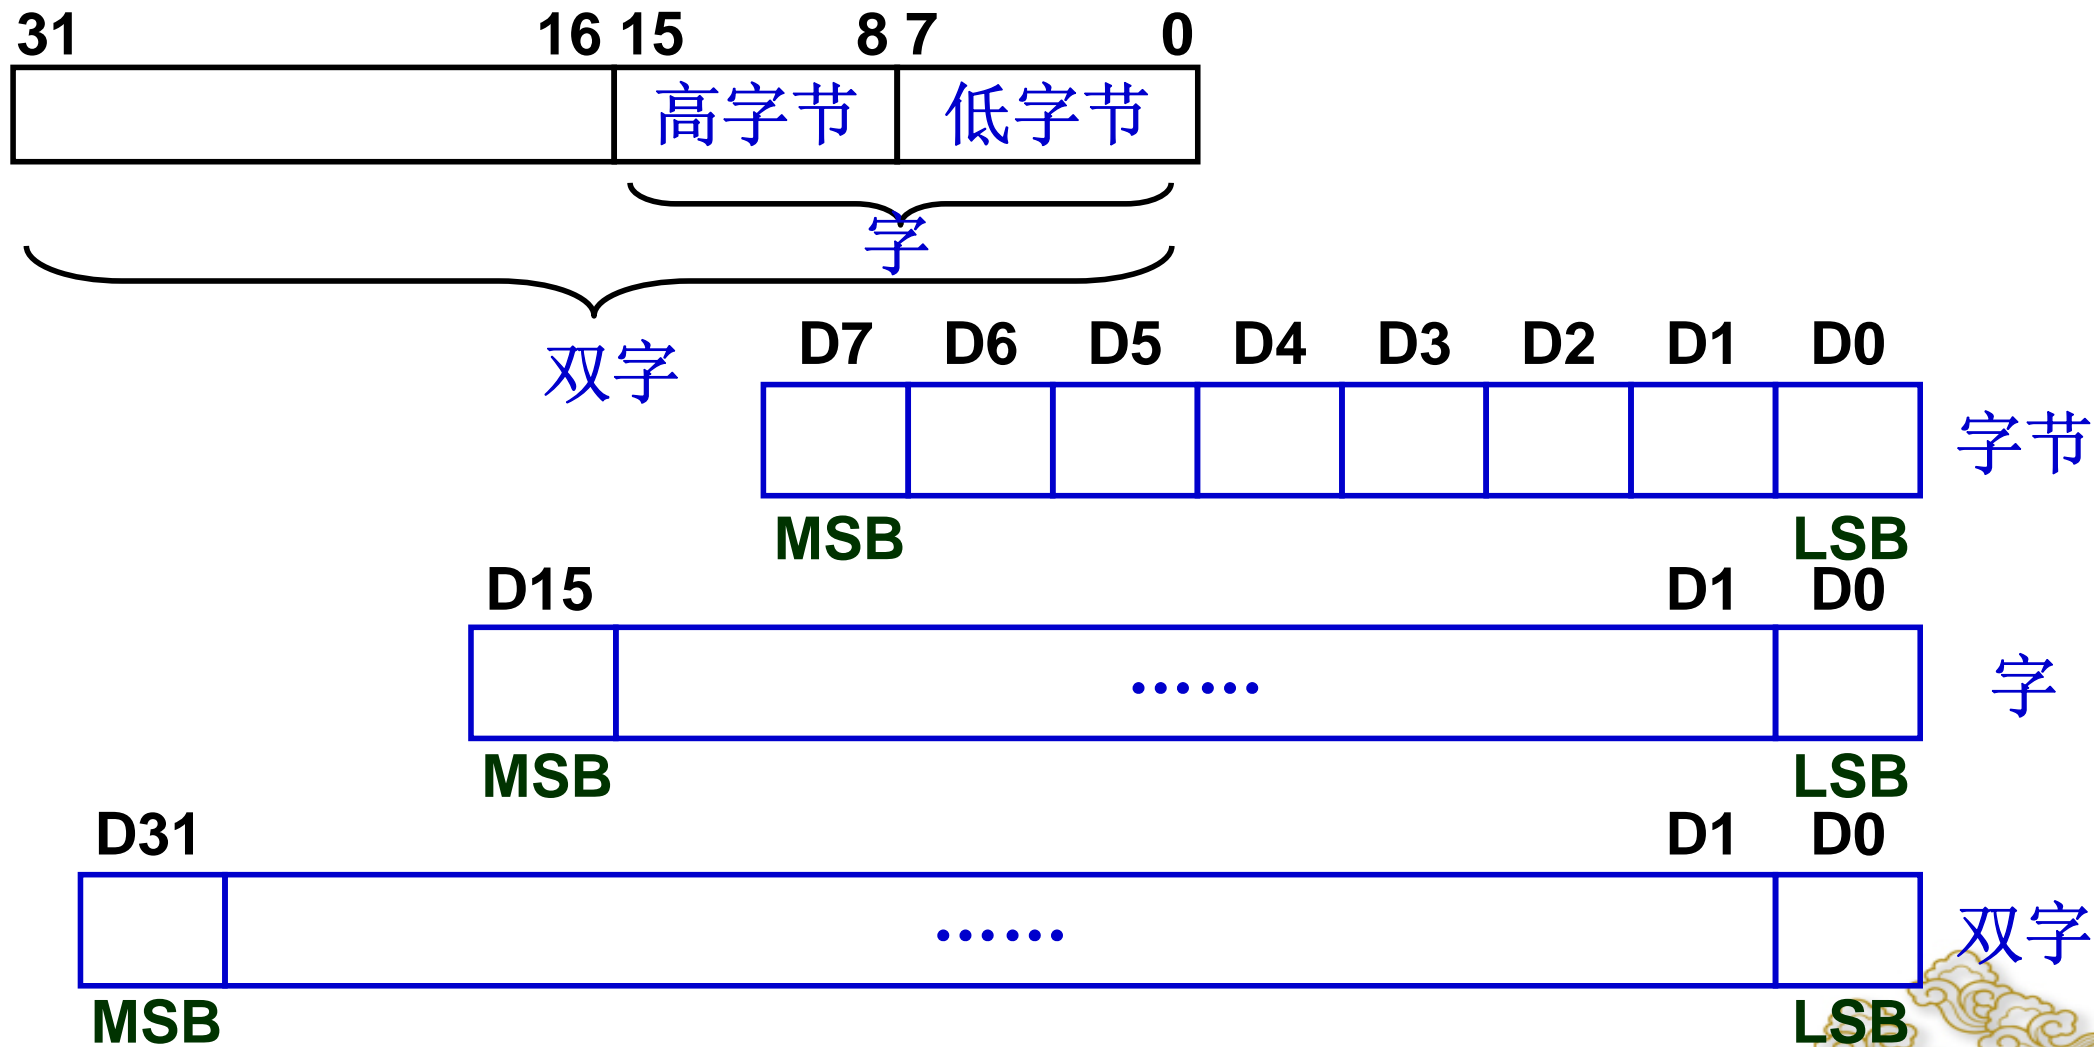 31 16 15 8 7 0
高字节 低字节
字
双字
D7 D6 D5 D4 D3 D2 D1 D0
字节
MSB LSB
D15 D1 D0
…… 字
MSB LSB
D31 D1 D0
…… 双字
MSB LSB